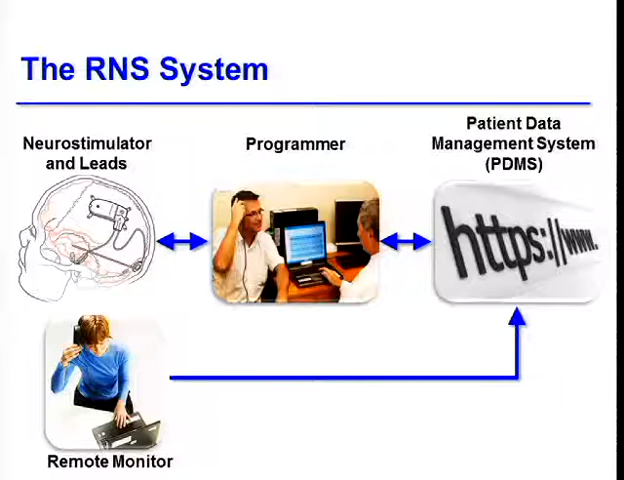 The RNS System
Neurostimulator
and Leads
Programmer
Patient Data
Management System
(PDMS)
https://www.
Remote Monitor